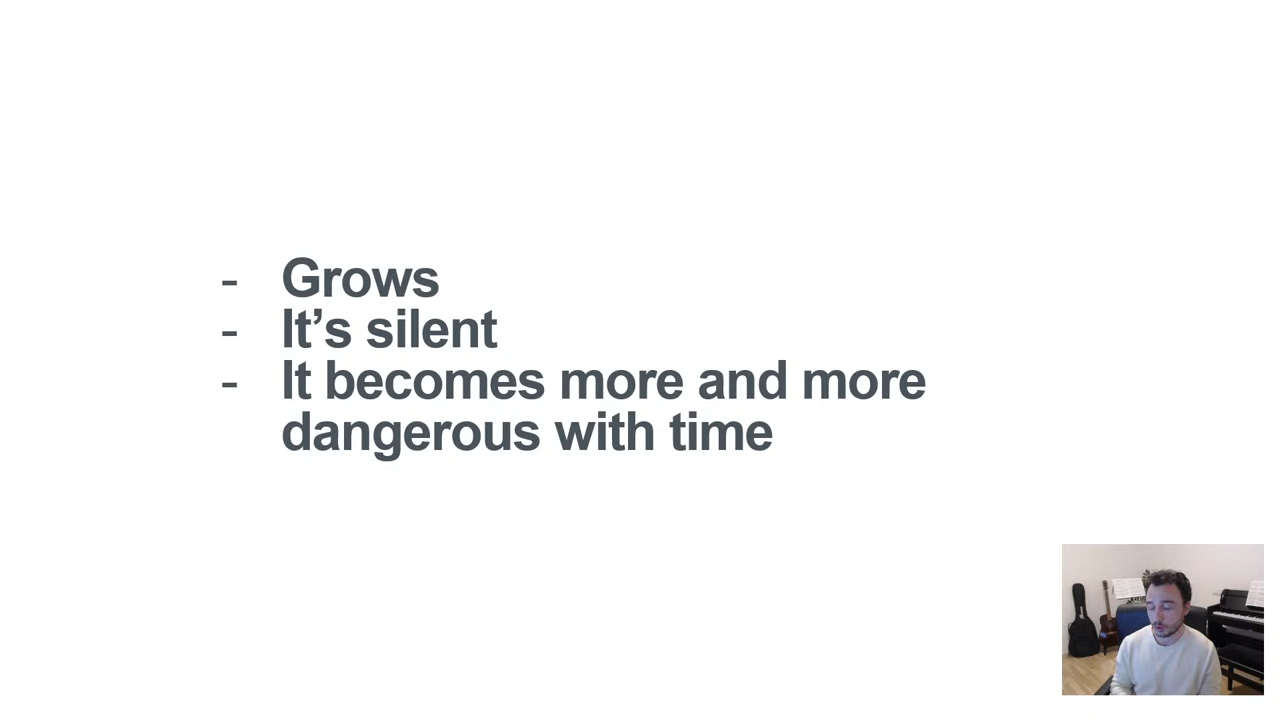 - Grows
- It’s silent
- It becomes more and more
dangerous with time